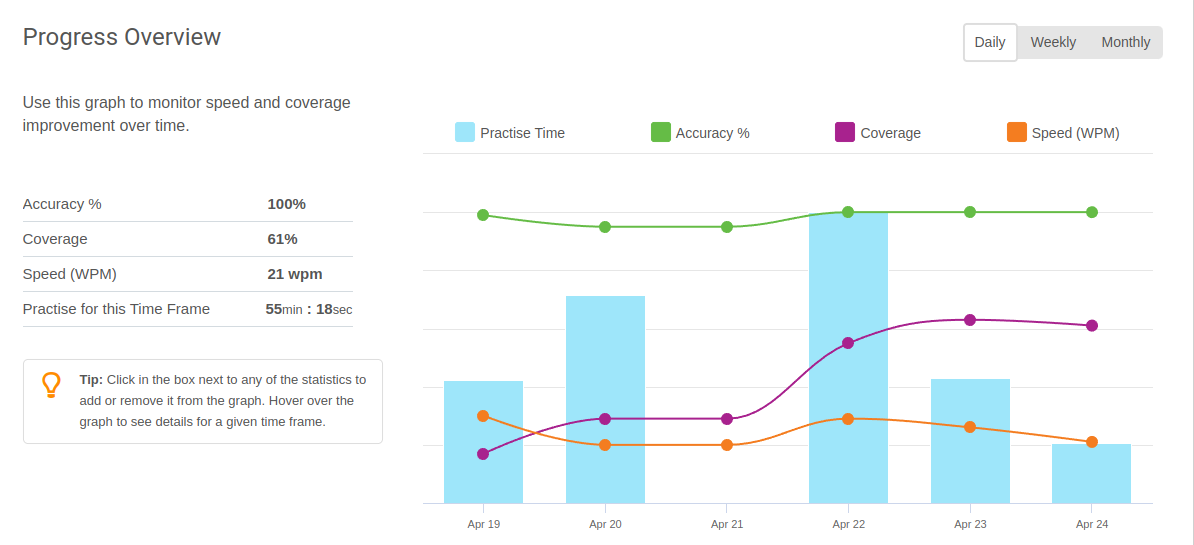 Progress Overview
Daily Weekly Monthly
Use this graph to monitor speed and coverage
improvement over time.
Practise Time Accuracy % Coverage Speed (WPM)
Accuracy % 100%
Coverage 61%
Speed (WPM) 21 wpm
Practise for this Time Frame 55min : 18sec
Tip: Click in the box next to any of the statistics to
add or remove it from the graph. Hover over the
graph to see details for a given time frame.
Apr 19 Apr 20 Apr 21 Apr 22 Apr 23 Apr 24